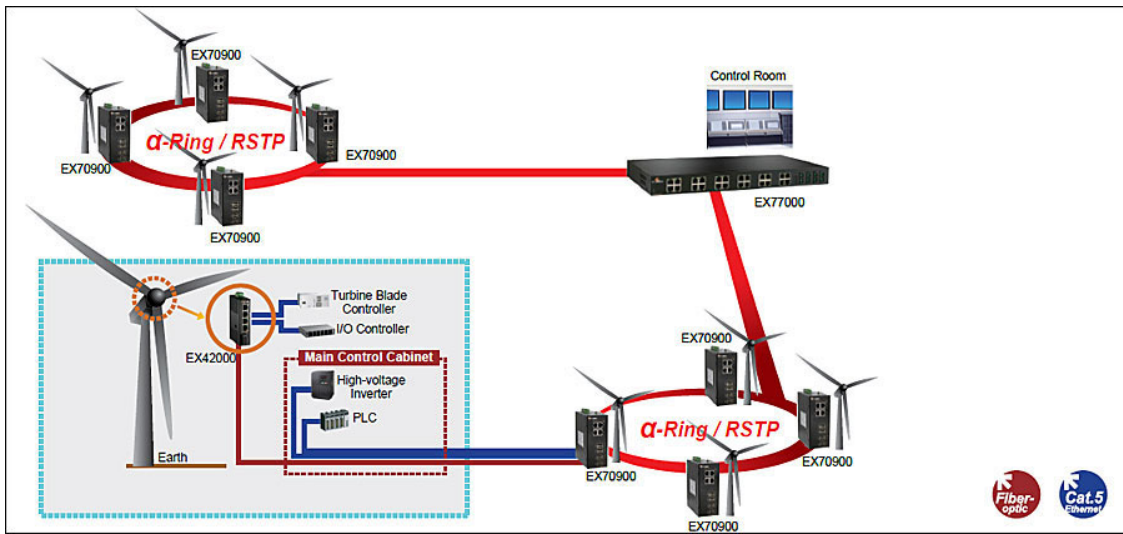 EX70900
EX70900
α-Ring / RSTP
EX70900
EX70900
Control Room
EX77000
Turbine Blade
Controller
I/O Controller
EX42000
Main Control Cabinet
High-voltage
Inverter
PLC
Earth
EX70900
α-Ring / RSTP
EX70900
EX70900
EX70900
Fiber-
optic
Cat.5
Ethernet